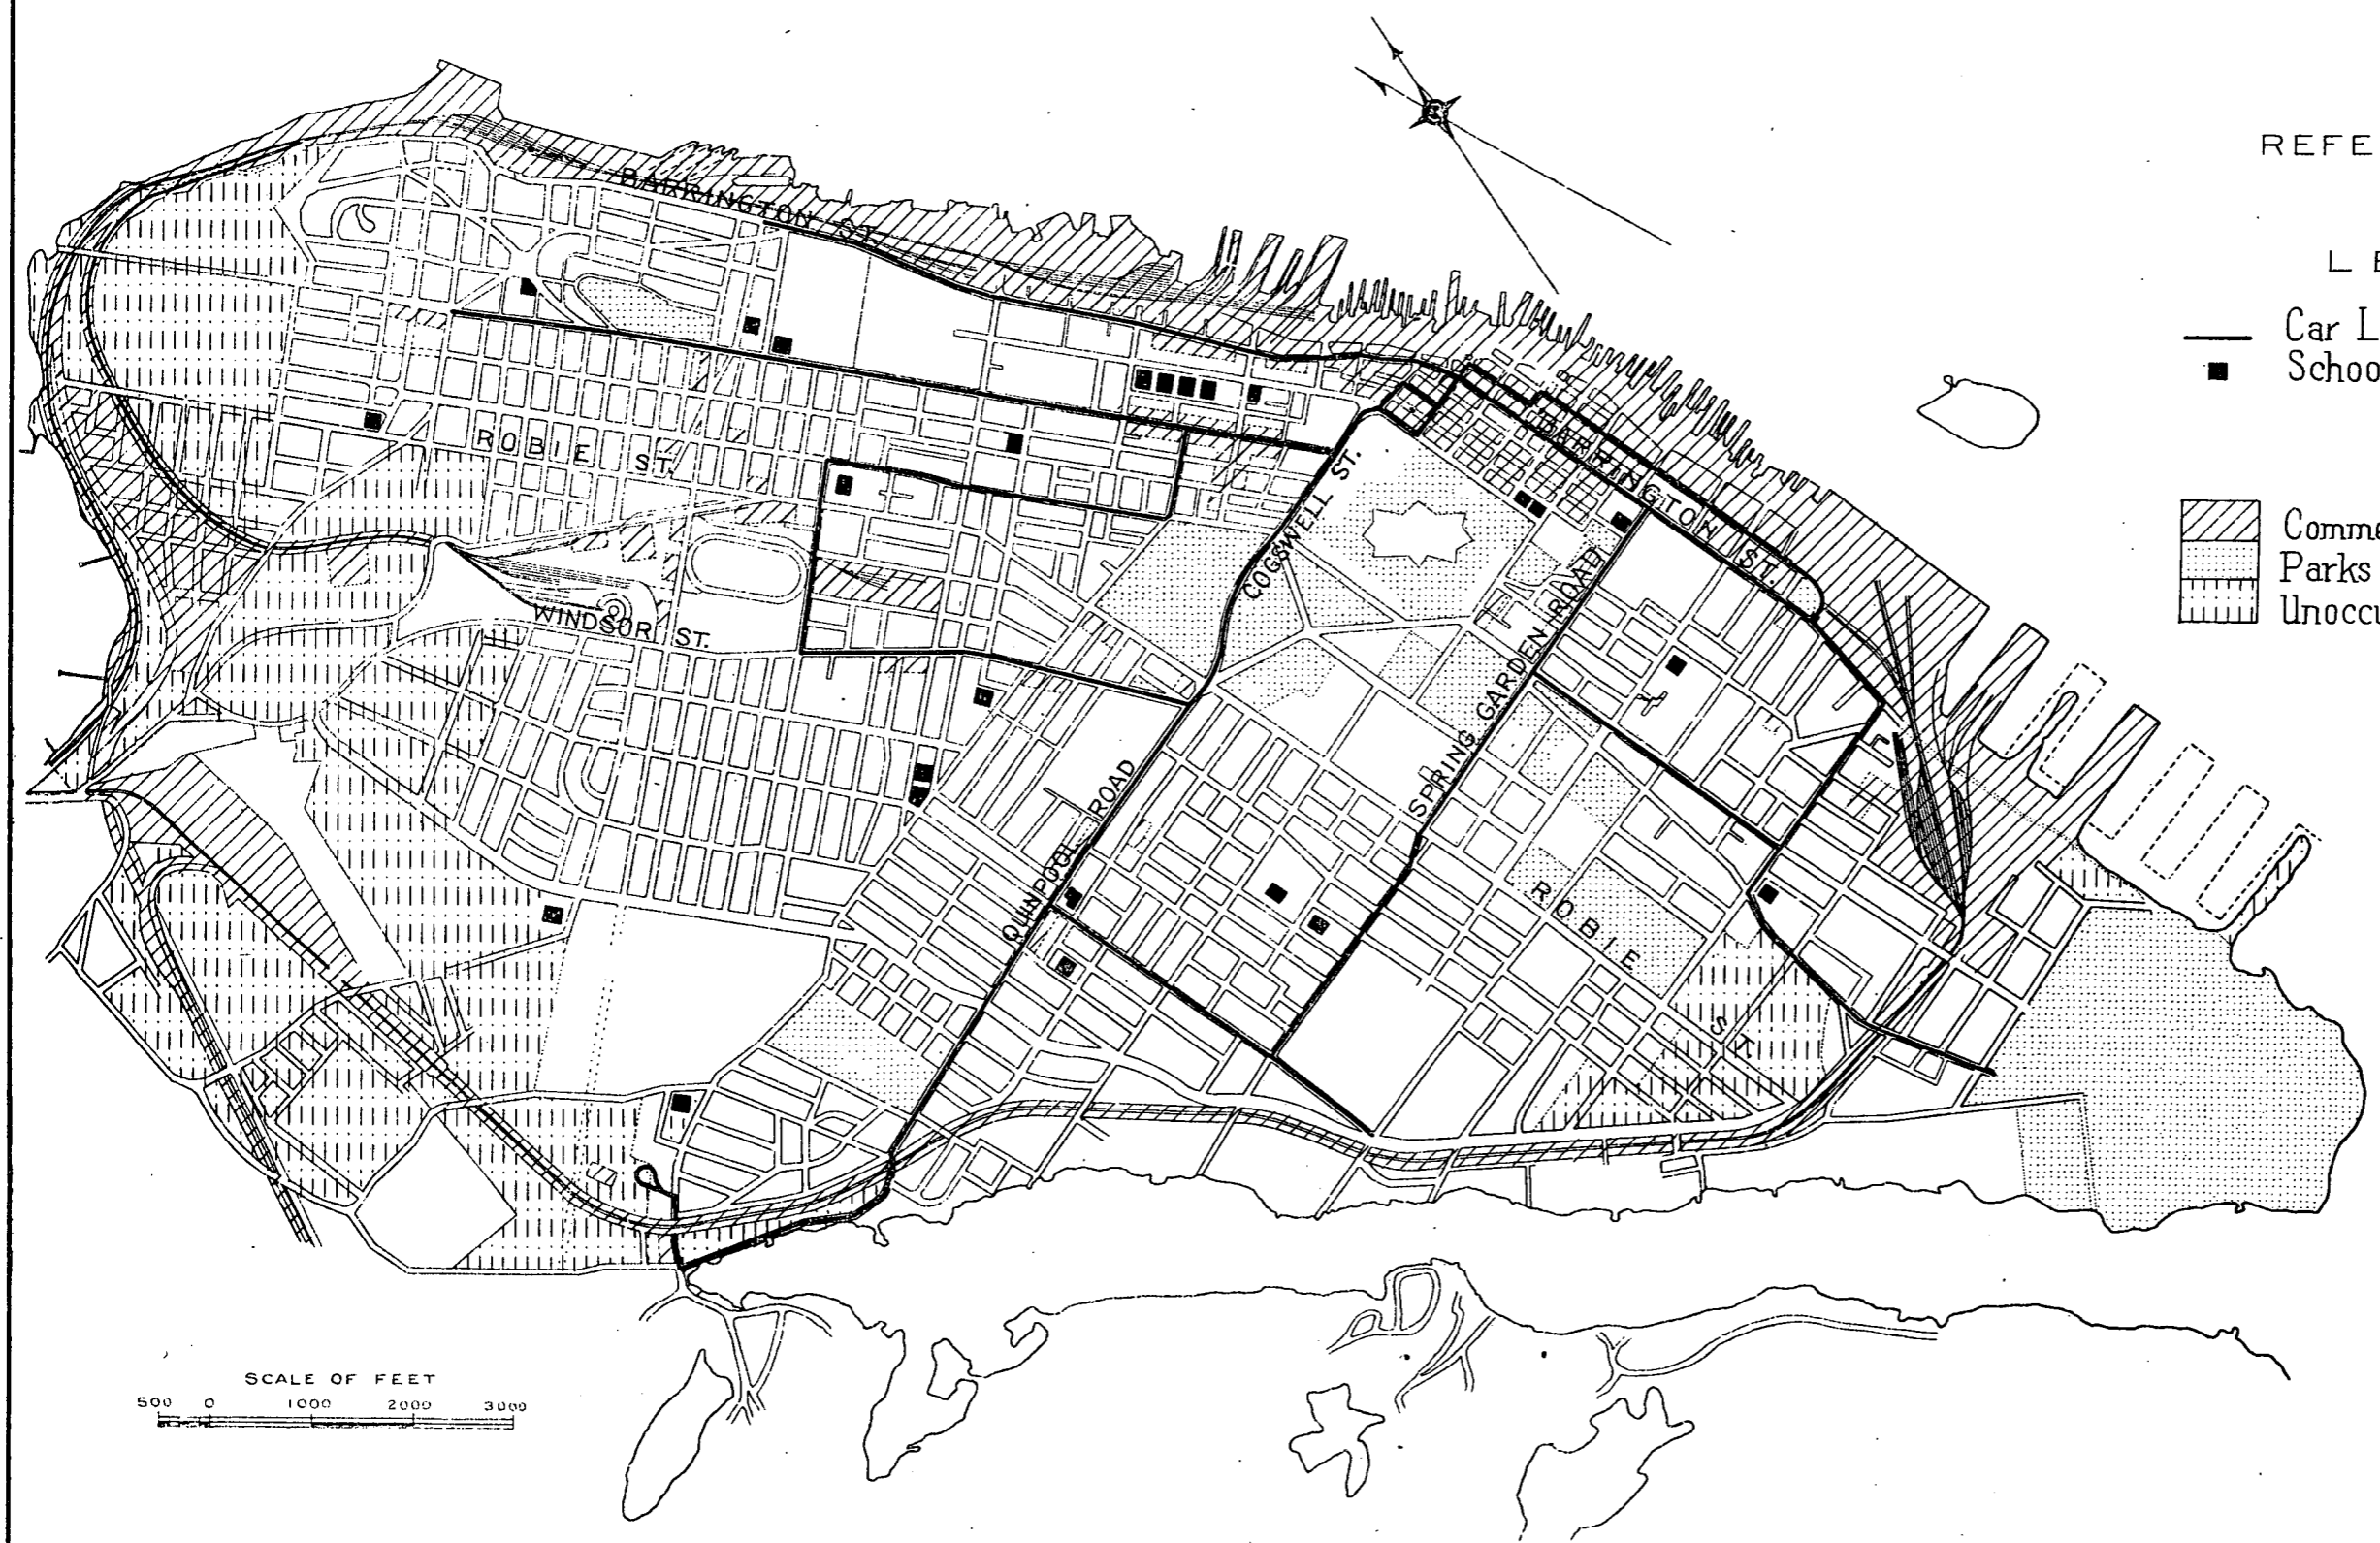 REFE
L E
Car L
Schoo
Comme
Parks
Unoccu
BARRINGTON ST.
ROBIE ST.
WINDSOR ST.
COGSWELL ST.
BARRINGTON ST.
SPRING GARDEN ROAD
QUINPOOL ROAD
ROBIE ST.
SCALE OF FEET
500 0 1000 2000 3000